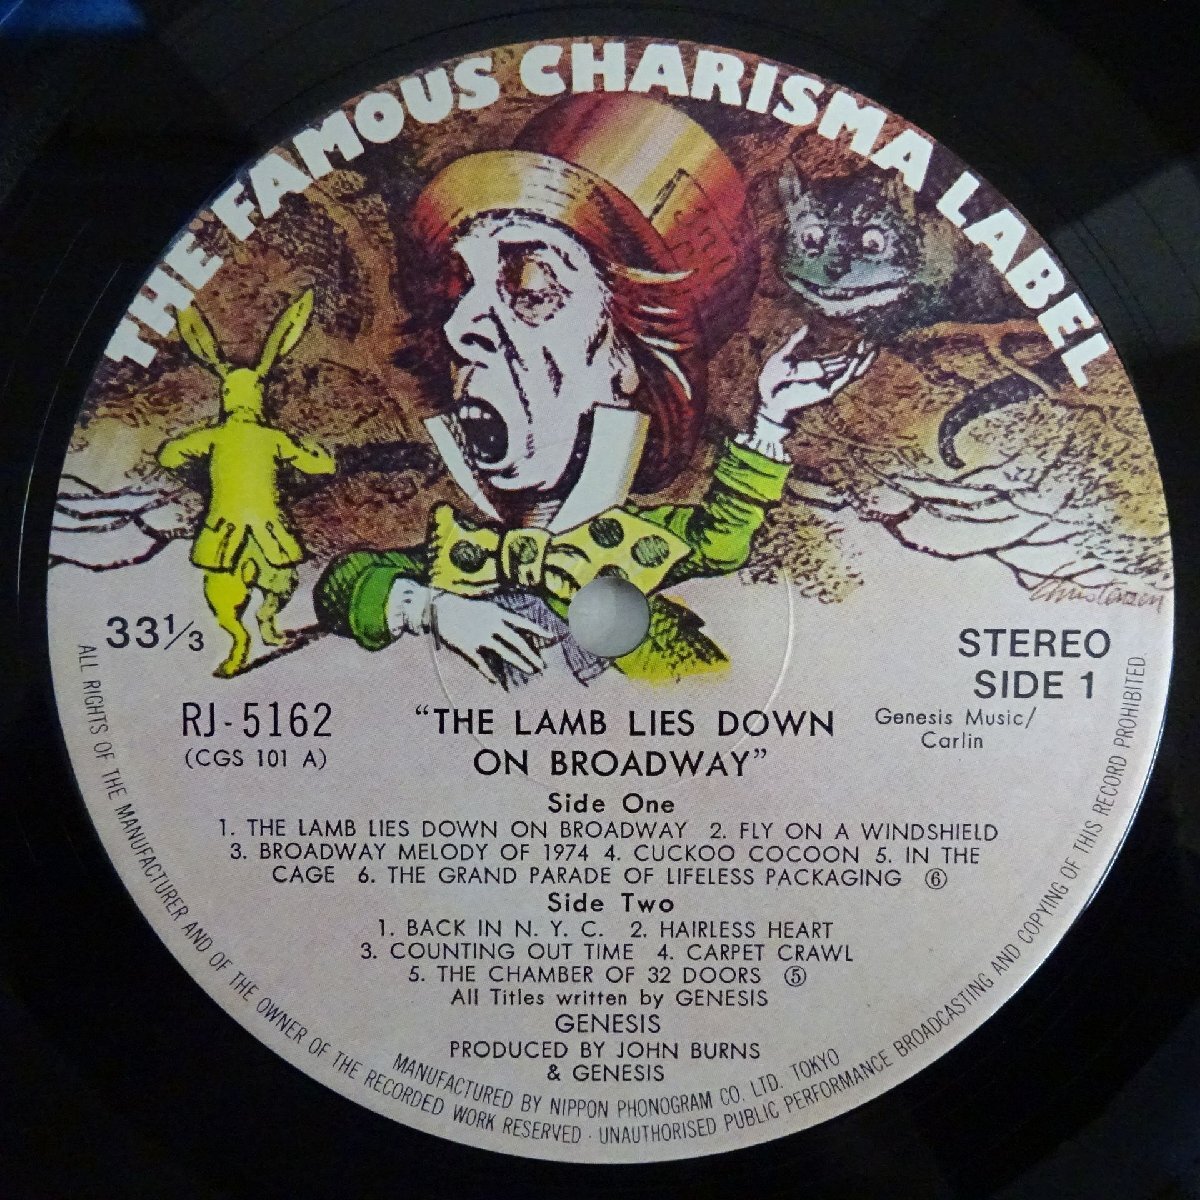 THE FAMOUS CHARISMA LABEL
Christensen
33⅓
STEREO
SIDE 1
RJ-5162
(CGS 101 A)
"THE LAMB LIES DOWN
ON BROADWAY"
Genesis Music/
Carlin
Side One
1. THE LAMB LIES DOWN ON BROADWAY 2. FLY ON A WINDSHIELD
3. BROADWAY MELODY OF 1974 4. CUCKOO COCOON 5. IN THE
CAGE 6. THE GRAND PARADE OF LIFELESS PACKAGING ⑥
Side Two
1. BACK IN N. Y. C. 2. HAIRLESS HEART
3. COUNTING OUT TIME 4. CARPET CRAWL
5. THE CHAMBER OF 32 DOORS ⑤
All Titles written by GENESIS
GENESIS
PRODUCED BY JOHN BURNS
& GENESIS
MANUFACTURED BY NIPPON PHONOGRAM CO. LTD. TOKYO
ALL RIGHTS OF THE MANUFACTURER AND OF THE OWNER OF THE RECORDED WORK RESERVED · UNAUTHORISED PUBLIC PERFORMANCE BROADCASTING AND COPYING OF THIS RECORD PROHIBITED.